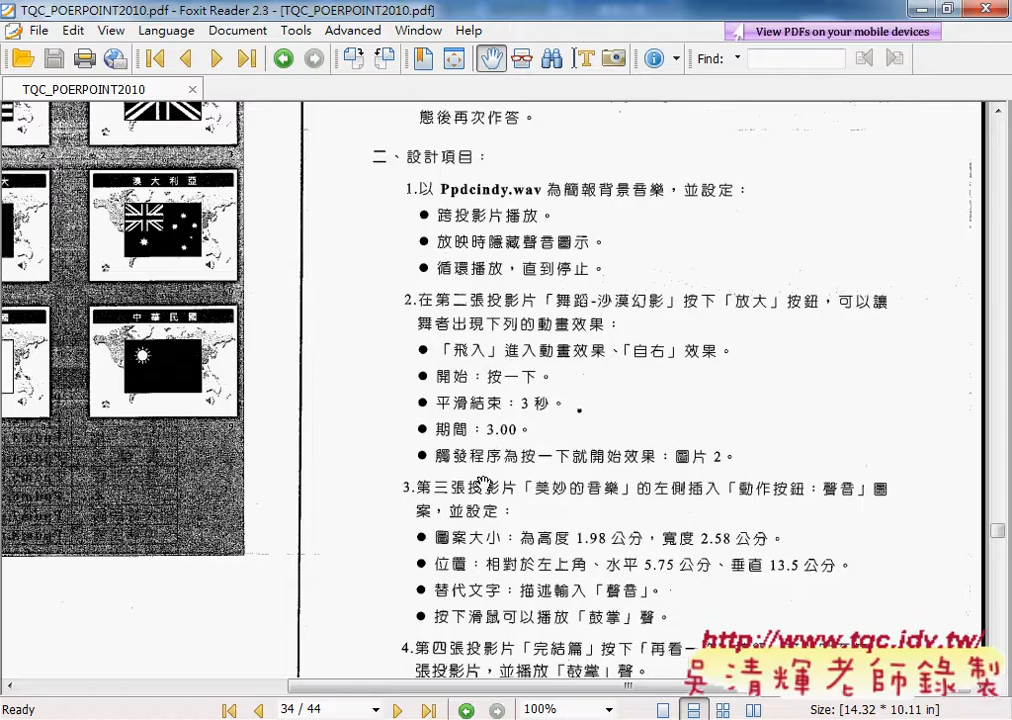 TQC_POERPOINT2010.pdf - Foxit Reader 2.3 - [TQC_POERPOINT2010.pdf]
File Edit View Language Document Tools Advanced Window Help
View PDFs on your mobile devices
Find:
TQC_POERPOINT2010
態後再次作答。
二、設計項目：
1.以 Ppdcindy.wav 為簡報背景音樂，並設定：
● 跨投影片播放。
● 放映時隱藏聲音圖示。
● 循環播放，直到停止。
2.在第二張投影片「舞蹈-沙漠幻影」按下「放大」按鈕，可以讓
舞者出現下列的動畫效果：
● 「飛入」進入動畫效果、「自右」效果。
● 開始：按一下。
● 平滑結束：3 秒。
● 期間：3.00。
● 觸發程序為按一下就開始效果：圖片 2。
3.第三張投影片「美妙的音樂」的左側插入「動作按鈕：聲音」圖
案，並設定：
● 圖案大小：為高度 1.98 公分，寬度 2.58 公分。
● 位置：相對於左上角、水平 5.75 公分、垂直 13.5 公分。
● 替代文字：描述輸入「聲音」。
● 按下滑鼠可以播放「鼓掌」聲。
4.第四張投影片「完結篇」按下「再看一
張投影片，並播放「鼓掌」聲。
澳大利亞
中華民國
http://www.tqc.idv.tw/
吳清輝老師錄製
Ready
34 / 44
100%
Size: [14.32 * 10.11 in]